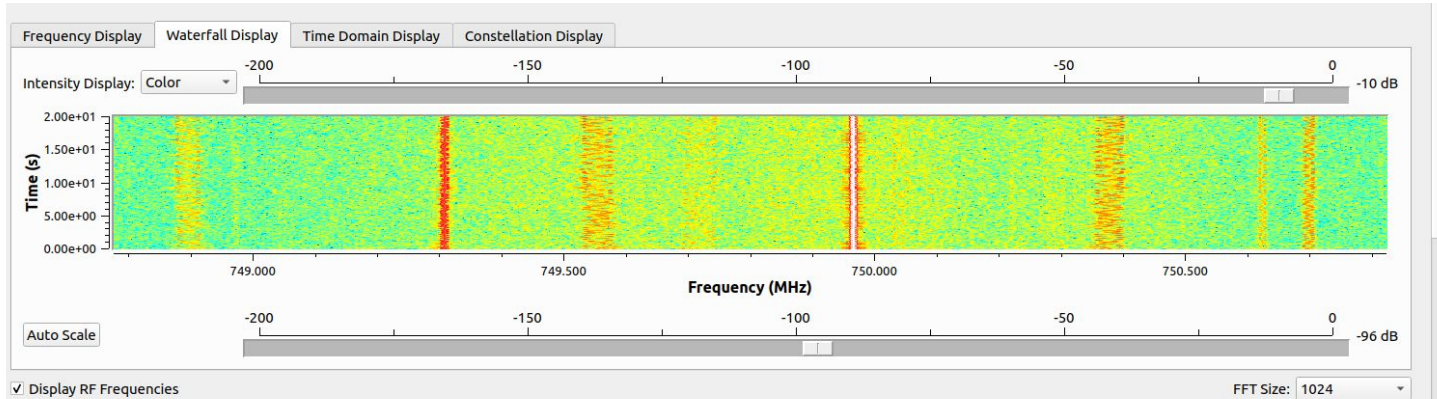 Frequency Display Waterfall Display Time Domain Display Constellation Display
-200 -150 -100 -50 0
Intensity Display: Color -10 dB
2.00e+01
1.50e+01
1.00e+01
5.00e+00
0.00e+00
Time (s)
749.000 749.500 750.000 750.500
Frequency (MHz)
-200 -150 -100 -50 0
Auto Scale -96 dB
Display RF Frequencies FFT Size: 1024